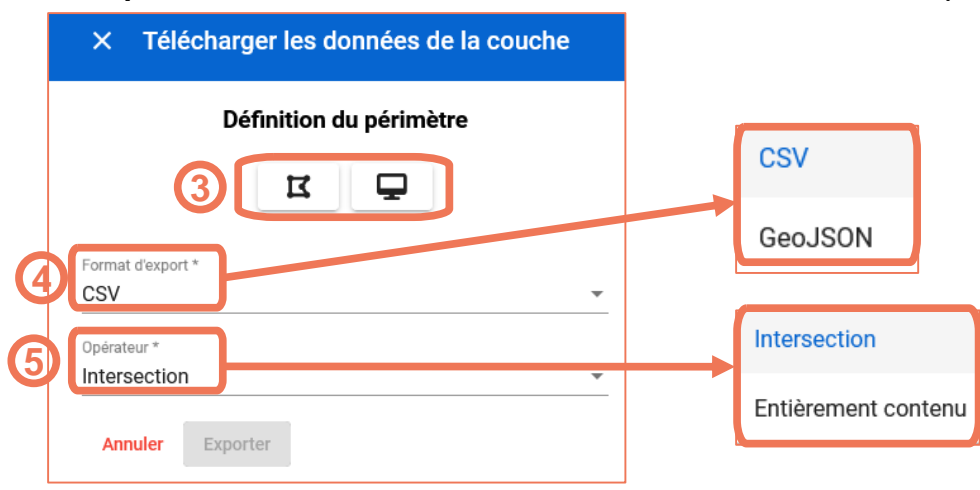 × Télécharger les données de la couche
Définition du périmètre
3
4
Format d'export *
CSV
5
Opérateur *
Intersection
Annuler Exporter
CSV
GeoJSON
Intersection
Entièrement contenu